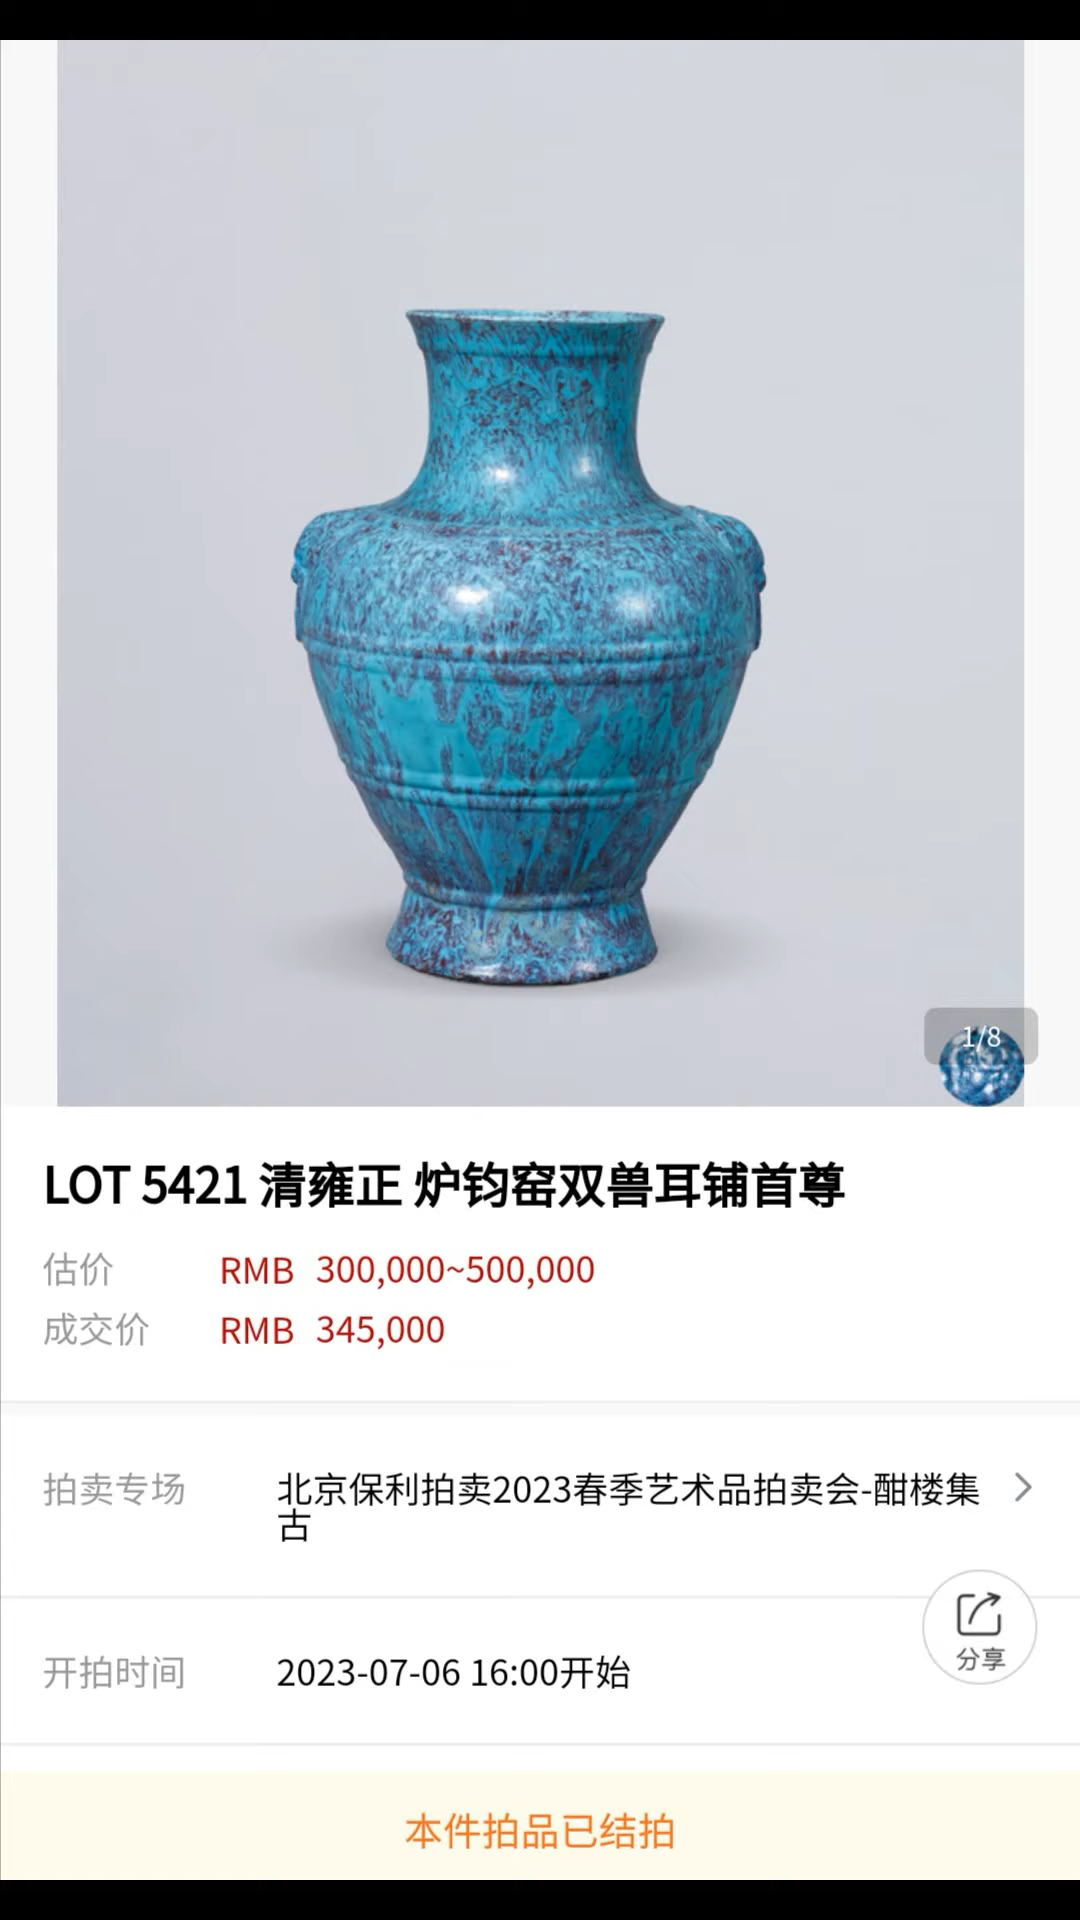 1/8
LOT 5421 清雍正 炉钧窑双兽耳铺首尊
估价 RMB 300,000~500,000
成交价 RMB 345,000
拍卖专场 北京保利拍卖2023春季艺术品拍卖会-酣楼集
古
分享
开拍时间 2023-07-06 16:00开始
本件拍品已结拍